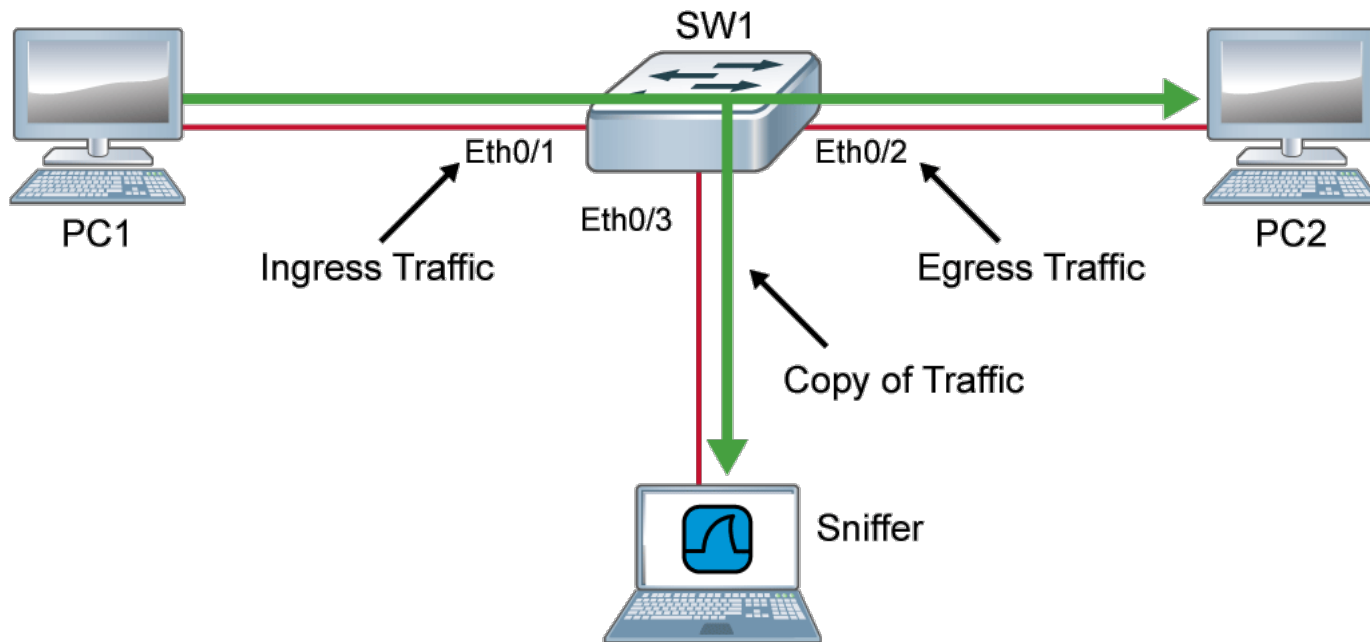 SW1
Eth0/1
Eth0/2
PC1
Eth0/3
PC2
Ingress Traffic
Egress Traffic
Copy of Traffic
Sniffer